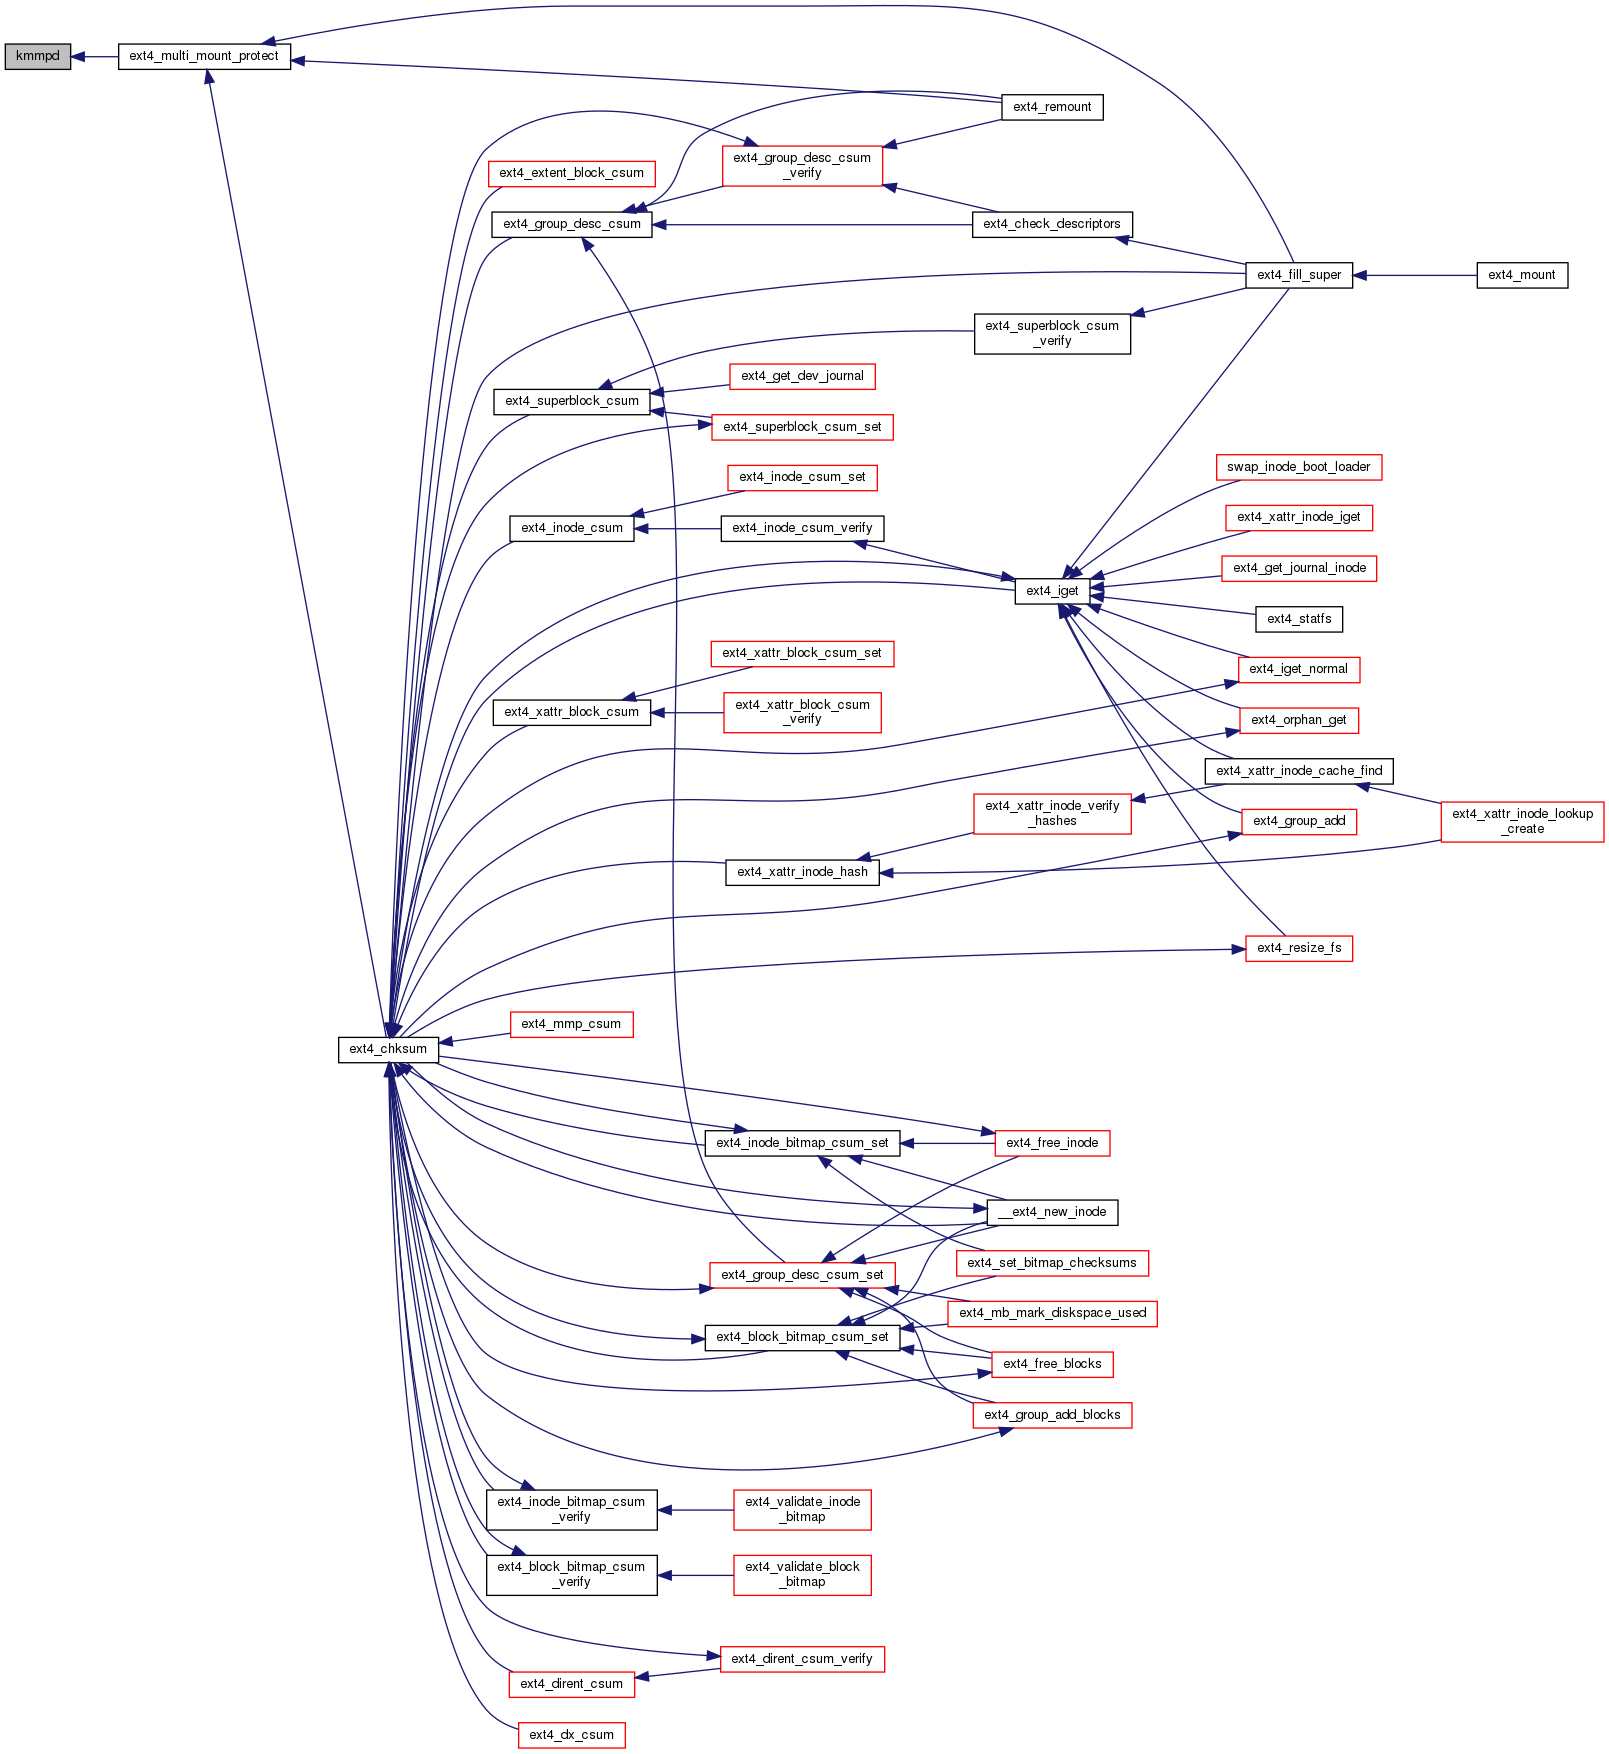 kmmpd
ext4_multi_mount_protect
ext4_remount
ext4_group_desc_csum
_verify
ext4_extent_block_csum
ext4_group_desc_csum
ext4_check_descriptors
ext4_fill_super
ext4_mount
ext4_superblock_csum
_verify
ext4_get_dev_journal
ext4_superblock_csum
ext4_superblock_csum_set
swap_inode_boot_loader
ext4_inode_csum_set
ext4_xattr_inode_iget
ext4_inode_csum
ext4_inode_csum_verify
ext4_get_journal_inode
ext4_iget
ext4_statfs
ext4_xattr_block_csum_set
ext4_iget_normal
ext4_xattr_block_csum
ext4_xattr_block_csum
_verify
ext4_orphan_get
ext4_xattr_inode_cache_find
ext4_xattr_inode_verify
_hashes
ext4_group_add
ext4_xattr_inode_lookup
_create
ext4_xattr_inode_hash
ext4_resize_fs
ext4_mmp_csum
ext4_chksum
ext4_inode_bitmap_csum_set
ext4_free_inode
__ext4_new_inode
ext4_set_bitmap_checksums
ext4_group_desc_csum_set
ext4_mb_mark_diskspace_used
ext4_block_bitmap_csum_set
ext4_free_blocks
ext4_group_add_blocks
ext4_inode_bitmap_csum
_verify
ext4_validate_inode
_bitmap
ext4_block_bitmap_csum
_verify
ext4_validate_block
_bitmap
ext4_dirent_csum_verify
ext4_dirent_csum
ext4_dx_csum